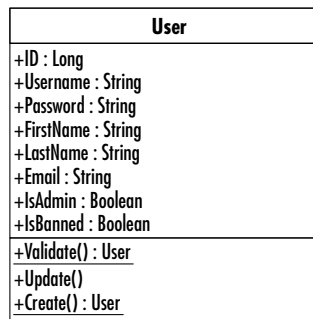 User
+ID : Long
+Username : String
+Password : String
+FirstName : String
+LastName : String
+Email : String
+IsAdmin : Boolean
+IsBanned : Boolean
+Validate() : User
+Update()
+Create() : User